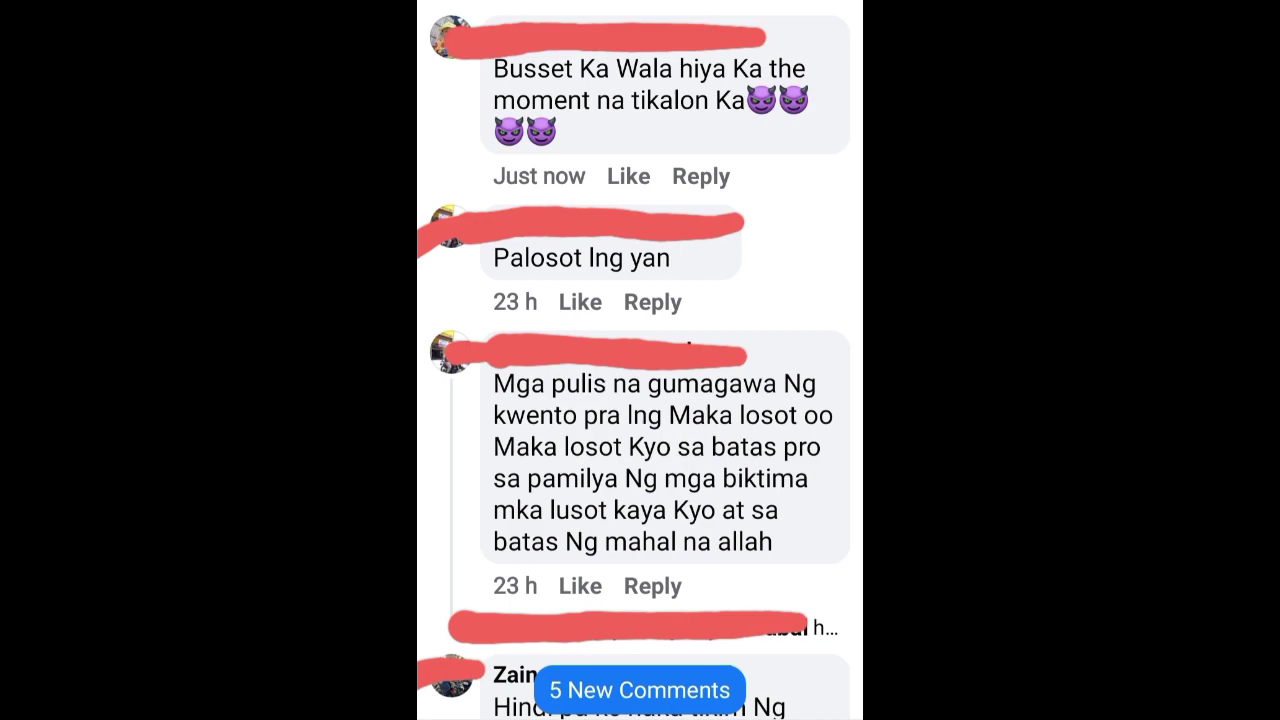 Busset Ka Wala hiya Ka the
moment na tikalon Ka😈😈
😈😈
Just now Like Reply
Palosot lng yan
23 h Like Reply
Mga pulis na gumagawa Ng
kwento pra lng Maka losot oo
Maka losot Kyo sa batas pro
sa pamilya Ng mga biktima
mka lusot kaya Kyo at sa
batas Ng mahal na allah
23 h Like Reply
h...
Zain
5 New Comments
Ng